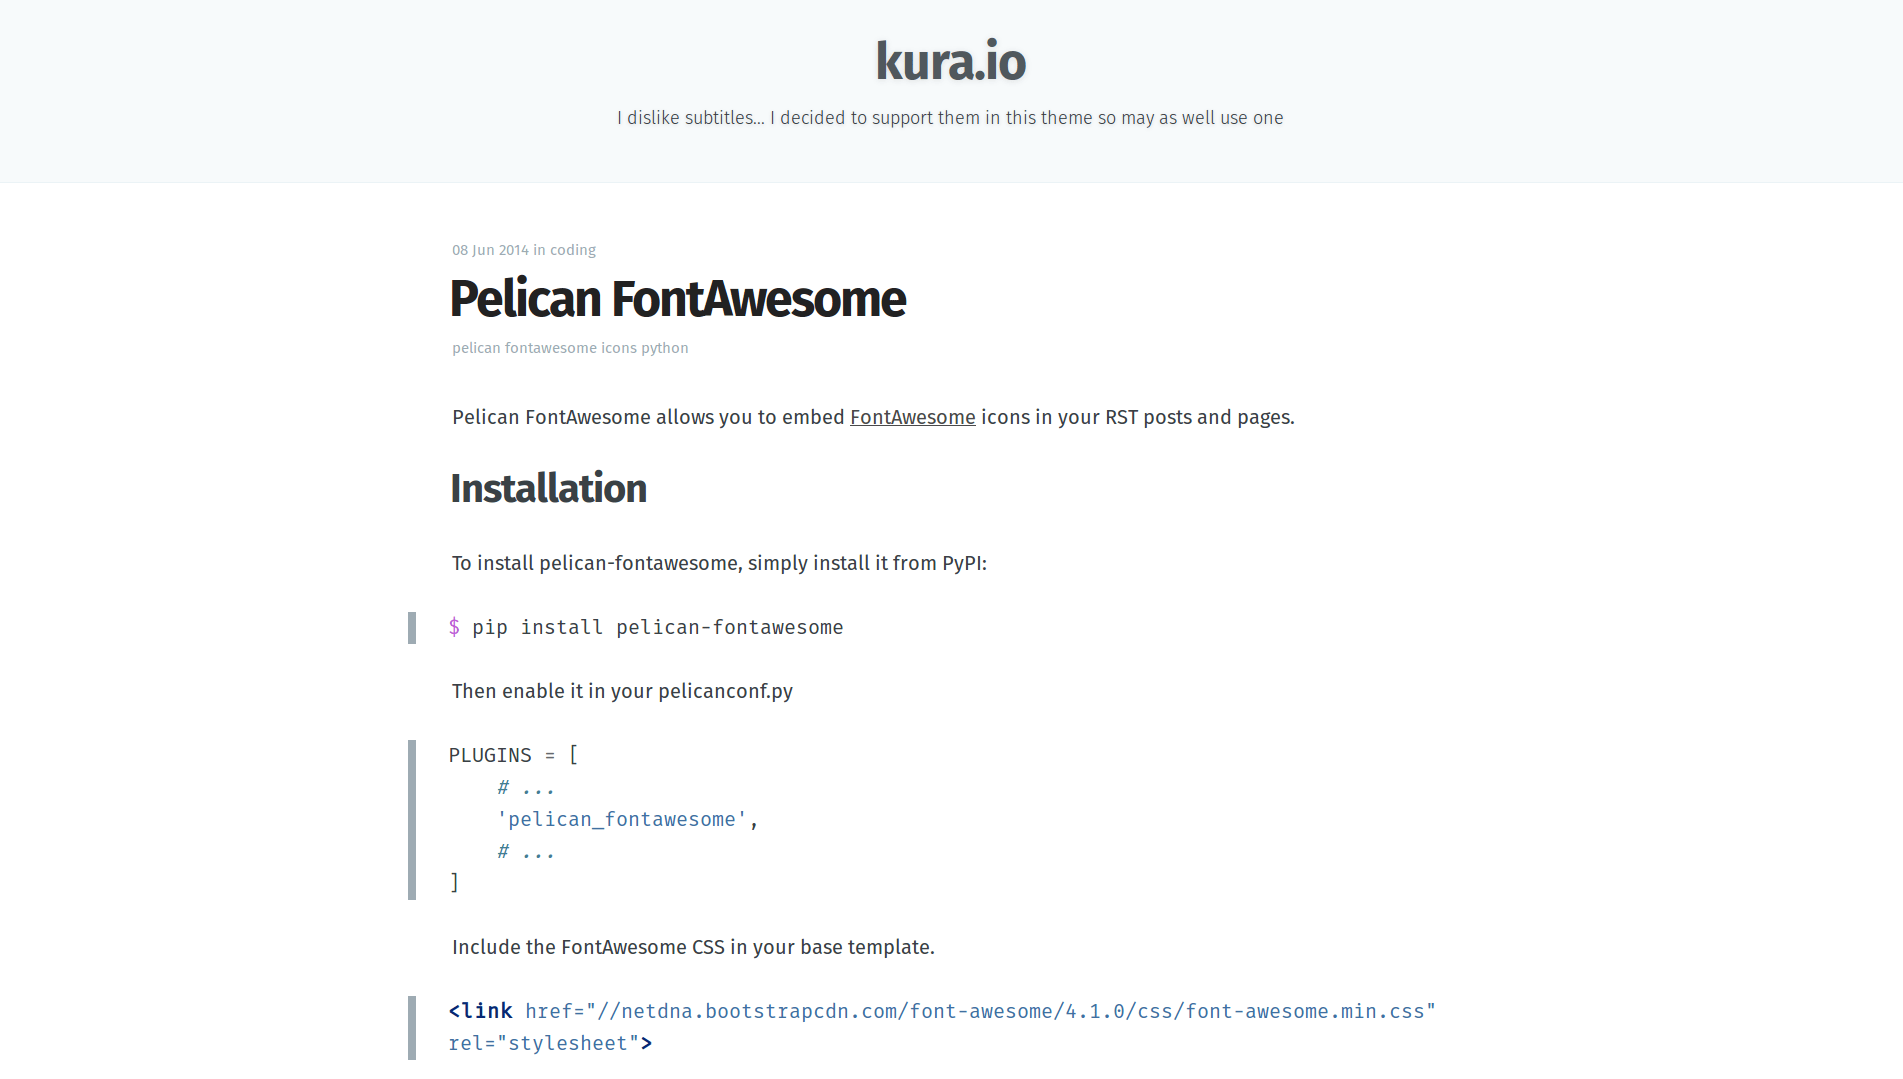 kura.io
I dislike subtitles... I decided to support them in this theme so may as well use one
08 Jun 2014 in coding
Pelican FontAwesome
pelican fontawesome icons python
Pelican FontAwesome allows you to embed FontAwesome icons in your RST posts and pages.
Installation
To install pelican-fontawesome, simply install it from PyPI:
$ pip install pelican-fontawesome
Then enable it in your pelicanconf.py
PLUGINS = [
    # ...
    'pelican_fontawesome',
    # ...
]
Include the FontAwesome CSS in your base template.
<link href="//netdna.bootstrapcdn.com/font-awesome/4.1.0/css/font-awesome.min.css"
rel="stylesheet">